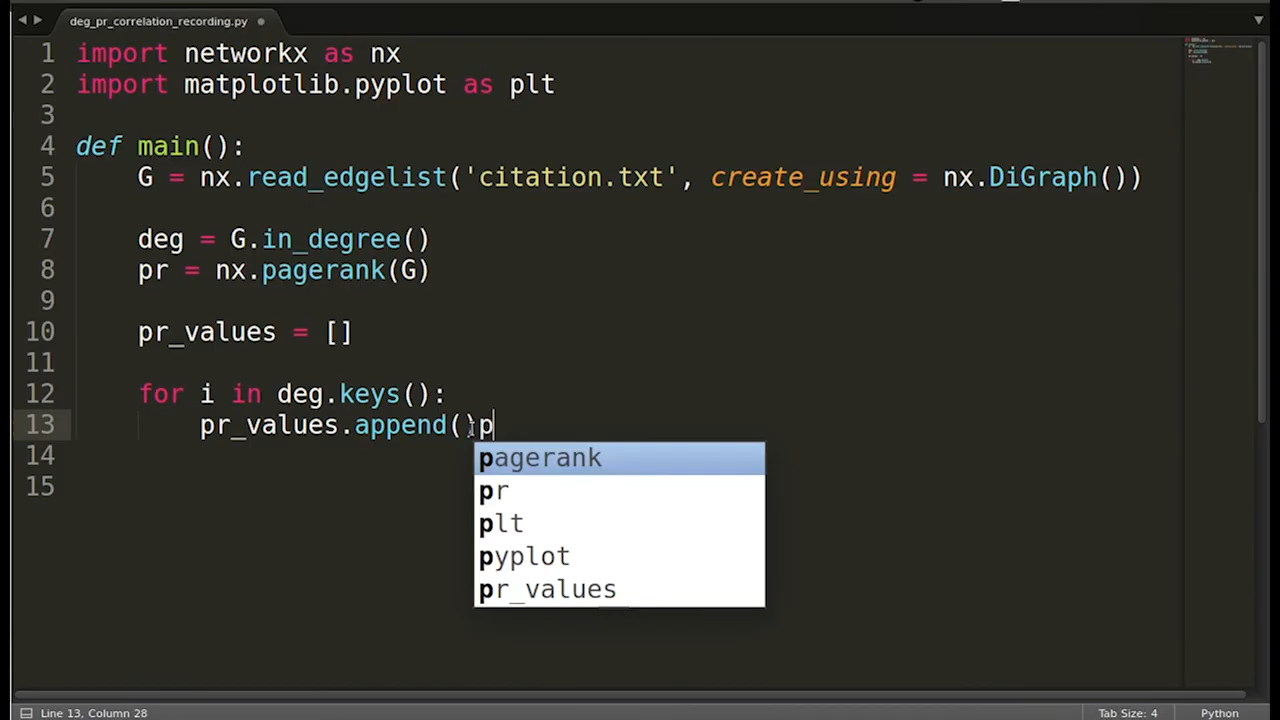 deg_pr_correlation_recording.py
1 import networkx as nx
2 import matplotlib.pyplot as plt
3
4 def main():
5 G = nx.read_edgelist('citation.txt', create_using = nx.DiGraph())
6
7 deg = G.in_degree()
8 pr = nx.pagerank(G)
9
10 pr_values = []
11
12 for i in deg.keys():
13 pr_values.append()p
pagerank
14 pr
plt
15 pyplot
pr_values
Line 13, Column 28 Tab Size: 4 Python